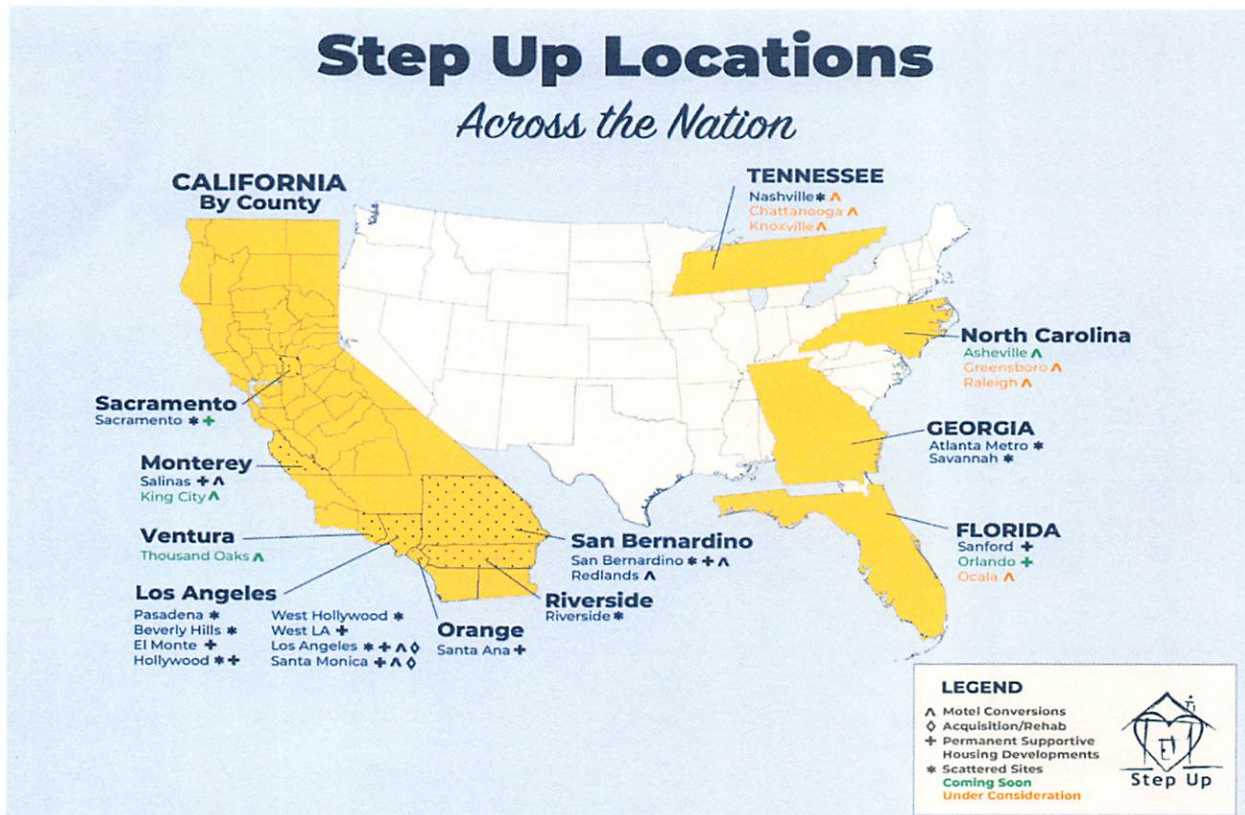 Step Up Locations
Across the Nation
CALIFORNIA
By County
TENNESSEE
Nashville * ʌ
Chattanooga ʌ
Knoxville ʌ
North Carolina
Asheville ʌ
Greensboro ʌ
Raleigh ʌ
Sacramento
Sacramento * +
GEORGIA
Atlanta Metro *
Savannah *
Monterey
Salinas + ʌ
King City ʌ
FLORIDA
Sanford +
Orlando +
Ocala ʌ
Ventura
Thousand Oaks ʌ
San Bernardino
San Bernardino * + ʌ
Redlands ʌ
Los Angeles
Pasadena *
Beverly Hills *
El Monte +
Hollywood * +
West Hollywood *
West LA +
Los Angeles * + ʌ ◊
Santa Monica + ʌ ◊
Orange
Santa Ana +
Riverside
Riverside *
LEGEND
ʌ Motel Conversions
◊ Acquisition/Rehab
+ Permanent Supportive
Housing Developments
* Scattered Sites
Coming Soon
Under Consideration
Step Up